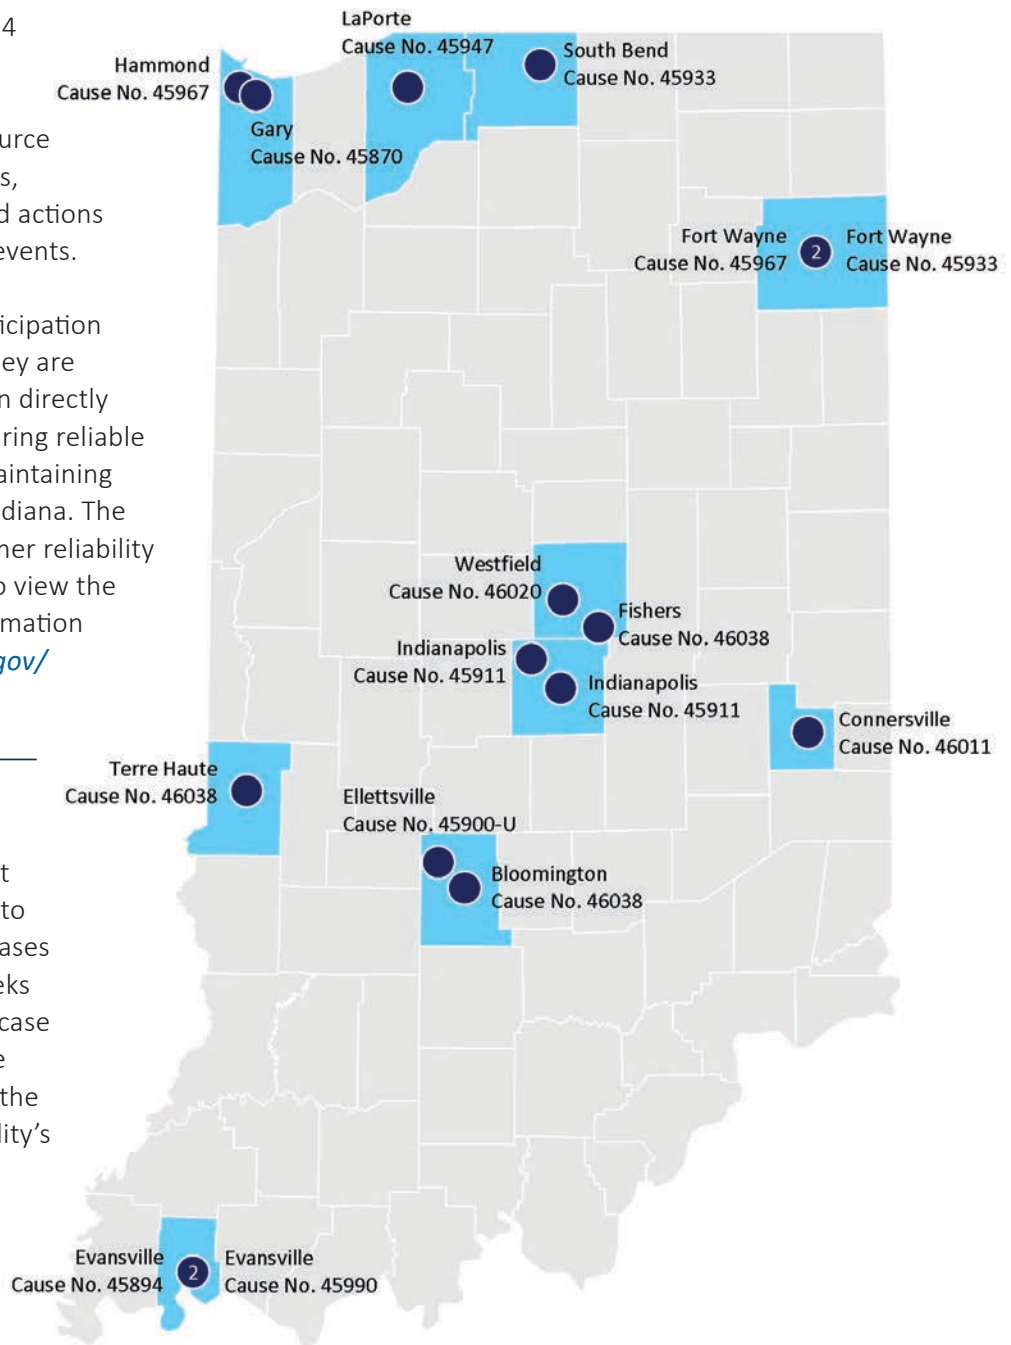 4
urce
s,
d actions
events.
ticipation
ey are
n directly
ring reliable
aintaining
diana. The
ner reliability
o view the
rmation
gov/
t
to
ases
eks
case
e
the
lity's
LaPorte
Cause No. 45947
Hammond
Cause No. 45967
Gary
Cause No. 45870
South Bend
Cause No. 45933
Fort Wayne
Cause No. 45967
2
Fort Wayne
Cause No. 45933
Westfield
Cause No. 46020
Fishers
Cause No. 46038
Indianapolis
Cause No. 45911
Indianapolis
Cause No. 45911
Connersville
Cause No. 46011
Terre Haute
Cause No. 46038
Ellettsville
Cause No. 45900-U
Bloomington
Cause No. 46038
Evansville
Cause No. 45894
2
Evansville
Cause No. 45990